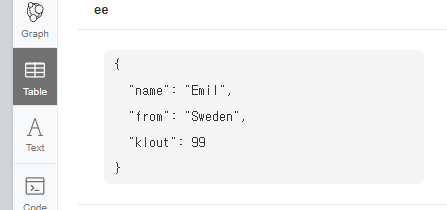 ee
Graph
{
"name": "Emil",
Table
"from": "Sweden",
"klout": 99
Text
}
Code